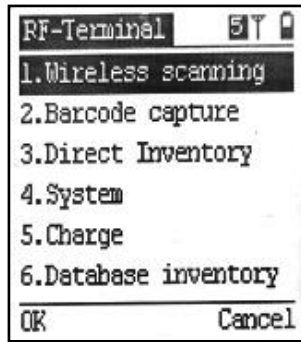 RF-Terminal 5
1.Wireless scanning
2.Barcode capture
3.Direct Inventory
4.System
5.Charge
6.Database inventory
OK Cancel